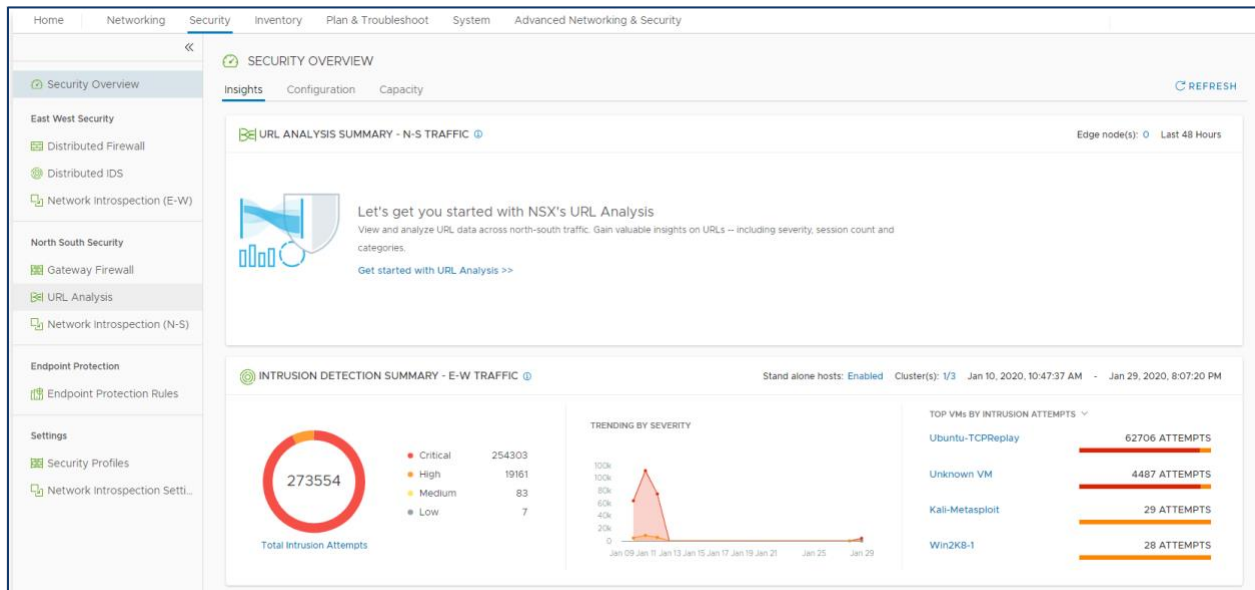 Home Networking Security Inventory Plan & Troubleshoot System Advanced Networking & Security
«
Security Overview
East West Security
Distributed Firewall
Distributed IDS
Network Introspection (E-W)
North South Security
Gateway Firewall
URL Analysis
Network Introspection (N-S)
Endpoint Protection
Endpoint Protection Rules
Settings
Security Profiles
Network Introspection Setti...
SECURITY OVERVIEW
Insights Configuration Capacity
REFRESH
URL ANALYSIS SUMMARY - N-S TRAFFIC
Edge node(s): 0 Last 48 Hours
Let's get you started with NSX's URL Analysis
View and analyze URL data across north-south traffic. Gain valuable insights on URLs — including severity, session count and
categories.
Get started with URL Analysis >>
INTRUSION DETECTION SUMMARY - E-W TRAFFIC
Stand alone hosts: Enabled Cluster(s): 1/3 Jan 10, 2020, 10:47:37 AM - Jan 29, 2020, 8:07:20 PM
273554
Total Intrusion Attempts
Critical 254303
High 19161
Medium 83
Low 7
TRENDING BY SEVERITY
100k
100k
80k
60k
40k
20k
0
Jan 09 Jan 11 Jan 13 Jan 15 Jan 17 Jan 19 Jan 21 Jan 25 Jan 29
TOP VMs BY INTRUSION ATTEMPTS
Ubuntu-TCPReplay 62706 ATTEMPTS
Unknown VM 4487 ATTEMPTS
Kali-Metasploit 29 ATTEMPTS
Win2K8-1 28 ATTEMPTS